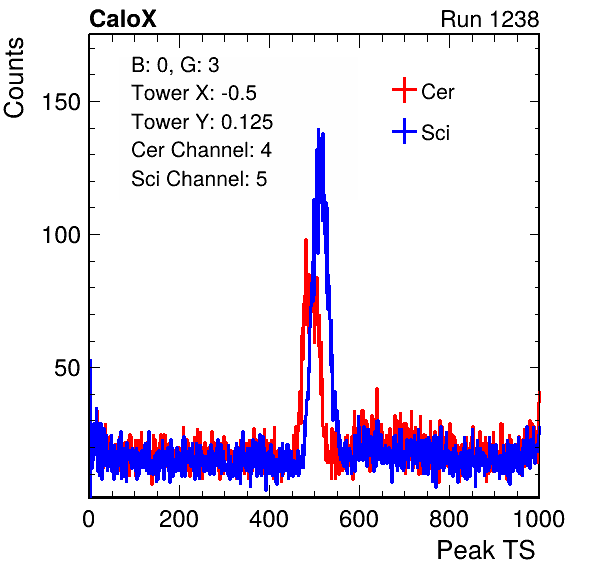 CaloX Run 1238
Counts
B: 0, G: 3
Tower X: -0.5
Tower Y: 0.125
Cer Channel: 4
Sci Channel: 5
Cer
Sci
150
100
50
0 200 400 600 800 1000
Peak TS